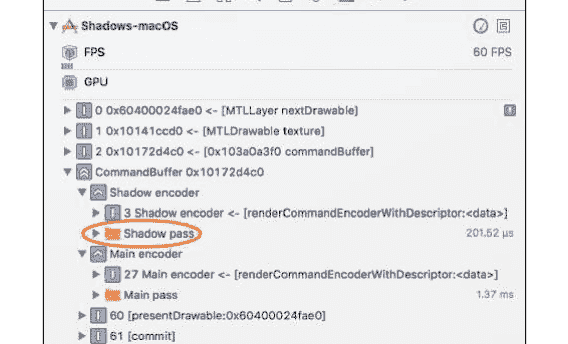 Shadows-macOS
FPS 60 FPS
GPU
0 0x60400024fae0 <- [MTLLayer nextDrawable]
1 0x10141ccd0 <- [MTLDrawable texture]
2 0x10172d4c0 <- [0x103a0a3f0 commandBuffer]
CommandBuffer 0x10172d4c0
Shadow encoder
3 Shadow encoder <- [renderCommandEncoderWithDescriptor:<data>]
Shadow pass 201.52 µs
Main encoder
27 Main encoder <- [renderCommandEncoderWithDescriptor:<data>]
Main pass 1.37 ms
60 [presentDrawable:0x60400024fae0]
61 [commit]